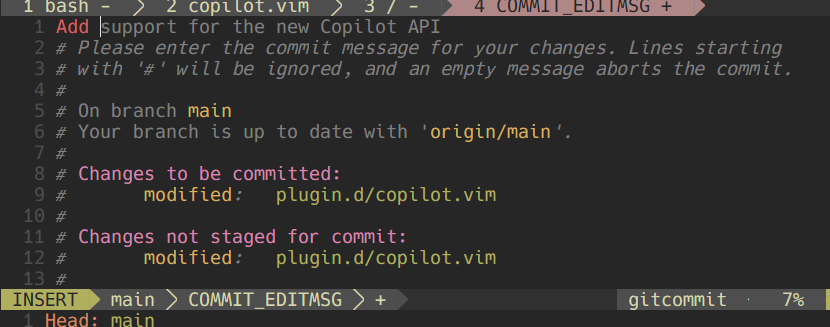 1 bash - 2 copilot.vim 3 / - 4 COMMIT_EDITMSG +
1 Add support for the new Copilot API
2 # Please enter the commit message for your changes. Lines starting
3 # with '#' will be ignored, and an empty message aborts the commit.
4 #
5 # On branch main
6 # Your branch is up to date with 'origin/main'.
7 #
8 # Changes to be committed:
9 # modified: plugin.d/copilot.vim
10 #
11 # Changes not staged for commit:
12 # modified: plugin.d/copilot.vim
13 #
INSERT main COMMIT_EDITMSG + gitcommit 7%
1 Head: main